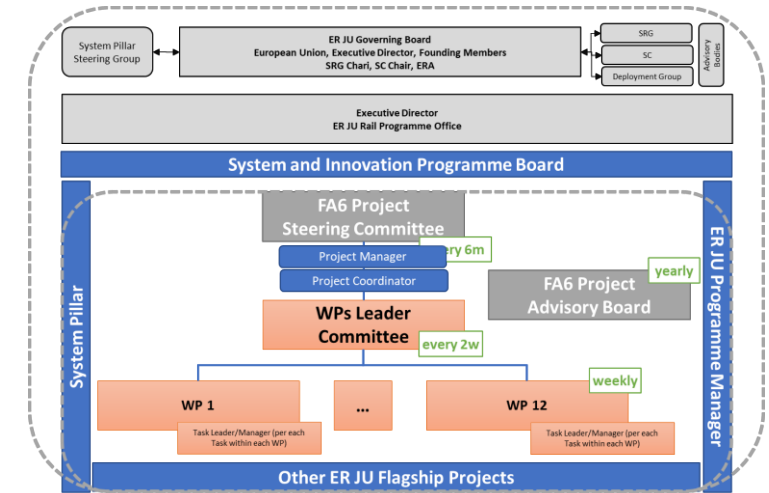 System Pillar
Steering Group
ER JU Governing Board
European Union, Executive Director, Founding Members
SRG Chari, SC Chair, ERA
SRG
SC
Deployment Group
Advisory
Bodies
Executive Director
ER JU Rail Programme Office
System and Innovation Programme Board
System Pillar
ER JU Programme Manager
FA6 Project
Steering Committee
ry 6m
Project Manager
Project Coordinator
yearly
FA6 Project
Advisory Board
WPs Leader
Committee
every 2w
weekly
WP 1
...
WP 12
Task Leader/Manager (per each
Task within each WP)
Task Leader/Manager (per each
Task within each WP)
Other ER JU Flagship Projects